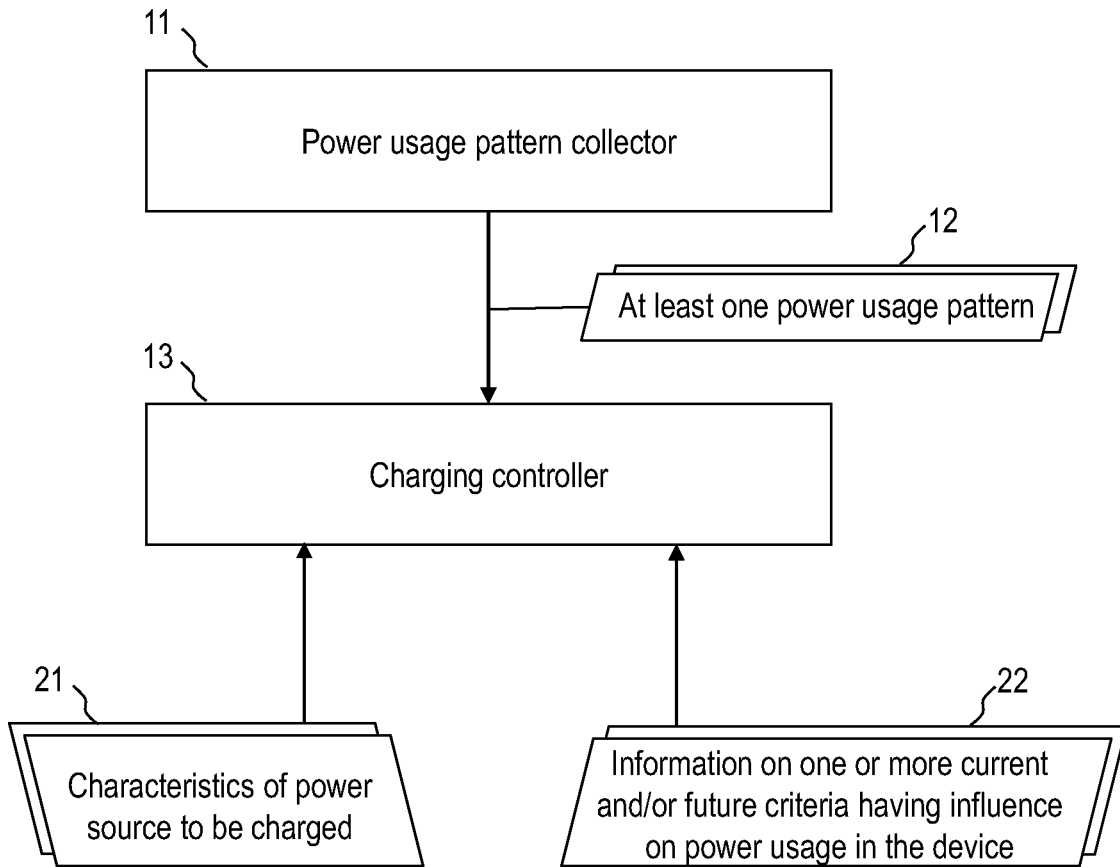 11
Power usage pattern collector
12
At least one power usage pattern
13
Charging controller
21
Characteristics of power
source to be charged
22
Information on one or more current
and/or future criteria having influence
on power usage in the device